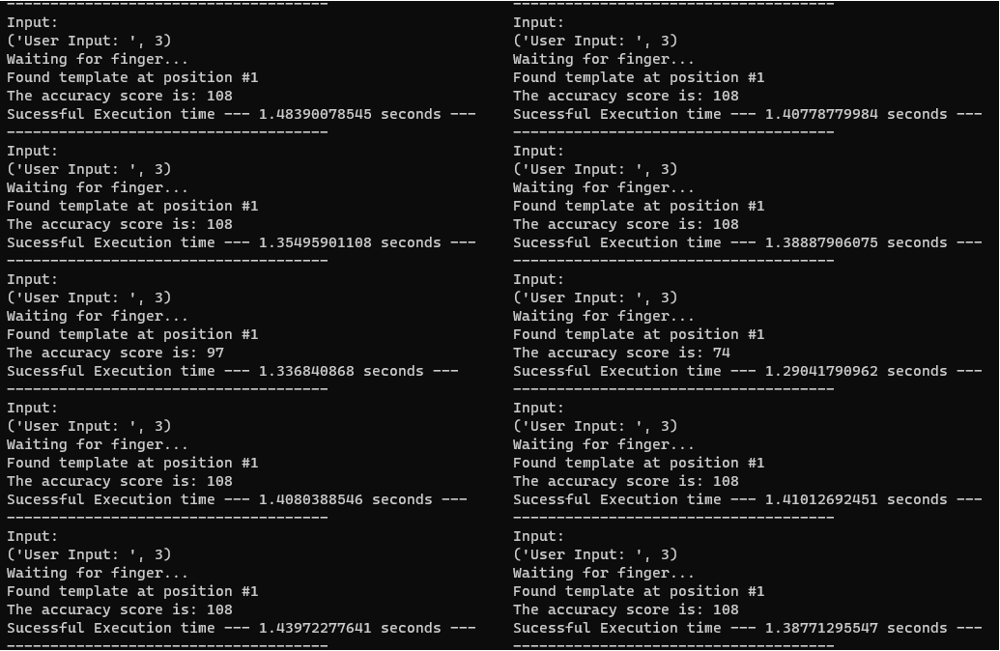 -------------------------------------
Input:
('User Input: ', 3)
Waiting for finger...
Found template at position #1
The accuracy score is: 108
Sucessful Execution time --- 1.48390078545 seconds ---
-------------------------------------
Input:
('User Input: ', 3)
Waiting for finger...
Found template at position #1
The accuracy score is: 108
Sucessful Execution time --- 1.35495901108 seconds ---
-------------------------------------
Input:
('User Input: ', 3)
Waiting for finger...
Found template at position #1
The accuracy score is: 97
Sucessful Execution time --- 1.336840868 seconds ---
-------------------------------------
Input:
('User Input: ', 3)
Waiting for finger...
Found template at position #1
The accuracy score is: 108
Sucessful Execution time --- 1.4080388546 seconds ---
-------------------------------------
Input:
('User Input: ', 3)
Waiting for finger...
Found template at position #1
The accuracy score is: 108
Sucessful Execution time --- 1.43972277641 seconds ---
-------------------------------------
-------------------------------------
Input:
('User Input: ', 3)
Waiting for finger...
Found template at position #1
The accuracy score is: 108
Sucessful Execution time --- 1.40778779984 seconds ---
-------------------------------------
Input:
('User Input: ', 3)
Waiting for finger...
Found template at position #1
The accuracy score is: 108
Sucessful Execution time --- 1.38887906075 seconds ---
-------------------------------------
Input:
('User Input: ', 3)
Waiting for finger...
Found template at position #1
The accuracy score is: 74
Sucessful Execution time --- 1.29041790962 seconds ---
-------------------------------------
Input:
('User Input: ', 3)
Waiting for finger...
Found template at position #1
The accuracy score is: 108
Sucessful Execution time --- 1.41012692451 seconds ---
-------------------------------------
Input:
('User Input: ', 3)
Waiting for finger...
Found template at position #1
The accuracy score is: 108
Sucessful Execution time --- 1.38771295547 seconds ---
-------------------------------------